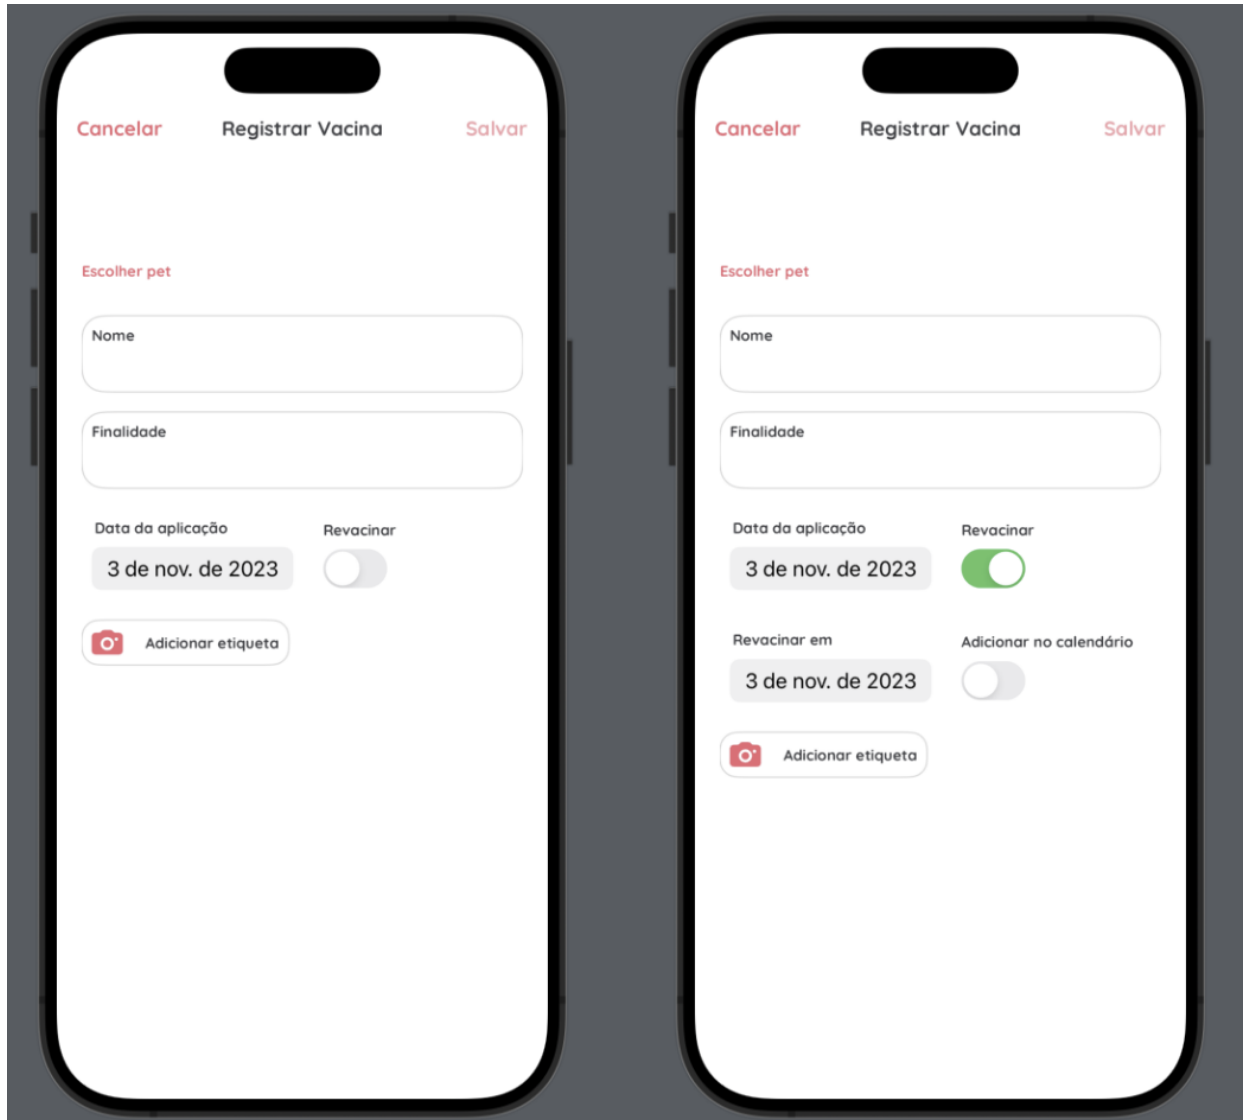 Cancelar Registrar Vacina Salvar
Escolher pet
Nome
Finalidade
Data da aplicação Revacinar
3 de nov. de 2023
Adicionar etiqueta
Cancelar Registrar Vacina Salvar
Escolher pet
Nome
Finalidade
Data da aplicação Revacinar
3 de nov. de 2023
Revacinar em Adicionar no calendário
3 de nov. de 2023
Adicionar etiqueta